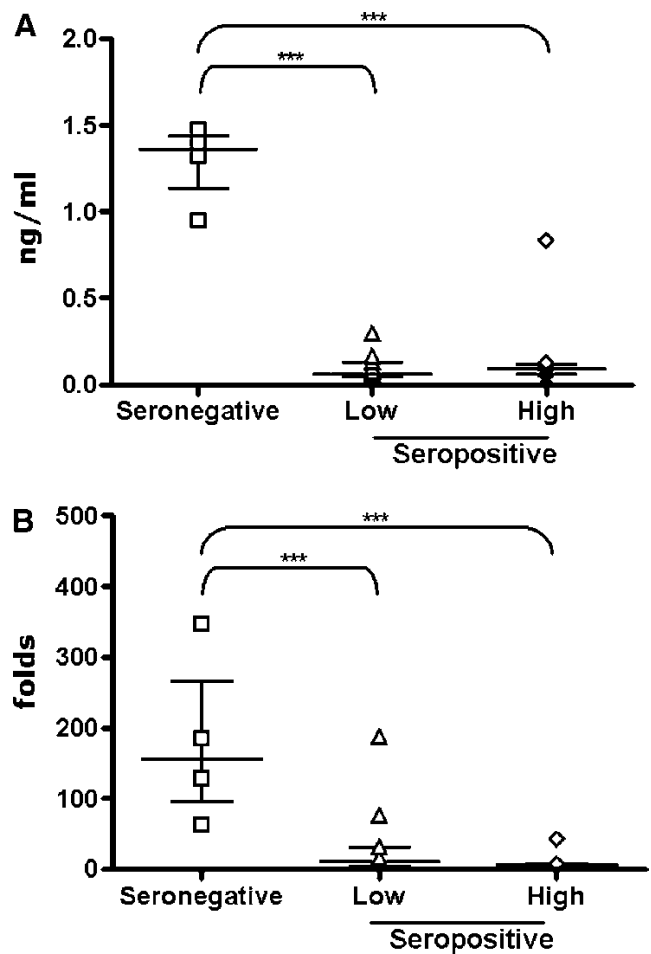 A
***
***
2.0
1.5
1.0
0.5
0.0
ng/ml
Seronegative Low High
Seropositive
B
***
***
500
400
300
200
100
0
folds
Seronegative Low High
Seropositive